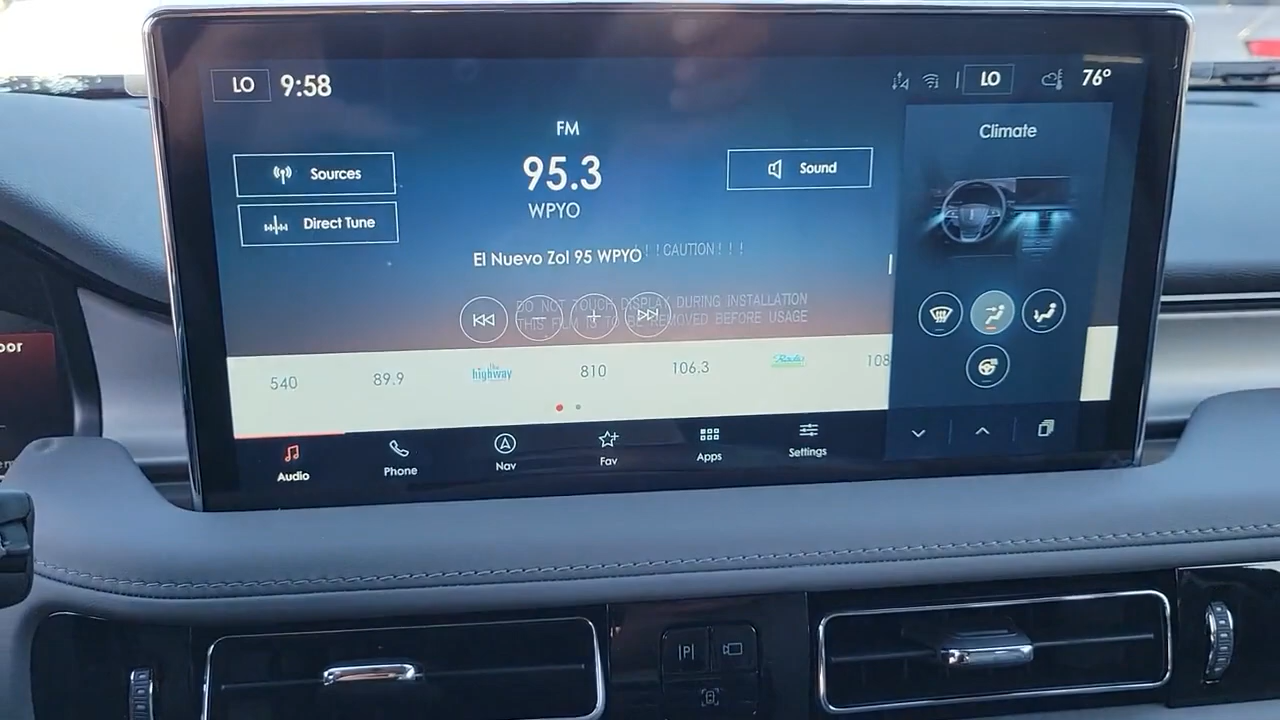 LO 9:58
LO 76°
FM
95.3
WPYO
Sources
Direct Tune
Sound
Climate
El Nuevo Zol 95 WPYO
! ! CAUTION ! ! !
DO NOT TOUCH DISPLAY DURING INSTALLATION
THIS FILM IS TO BE REMOVED BEFORE USAGE
540 89.9 the highway 810 106.3 Radio 108
Audio Phone Nav Fav Apps Settings
oor
P